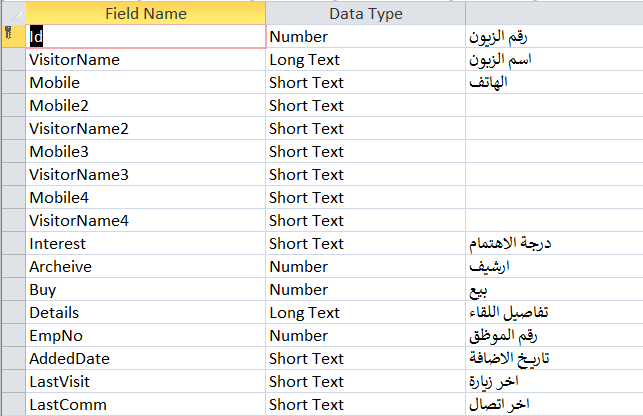 Field Name Data Type
Id Number رقم الزبون
VisitorName Long Text اسم الزبون
Mobile Short Text الهاتف
Mobile2 Short Text
VisitorName2 Short Text
Mobile3 Short Text
VisitorName3 Short Text
Mobile4 Short Text
VisitorName4 Short Text
Interest Short Text درجة الاهتمام
Archeive Number ارشيف
Buy Number بيع
Details Long Text تفاصيل اللقاء
EmpNo Number رقم الموظق
AddedDate Short Text تاريخ الاضافة
LastVisit Short Text اخر زيارة
LastComm Short Text اخر اتصال